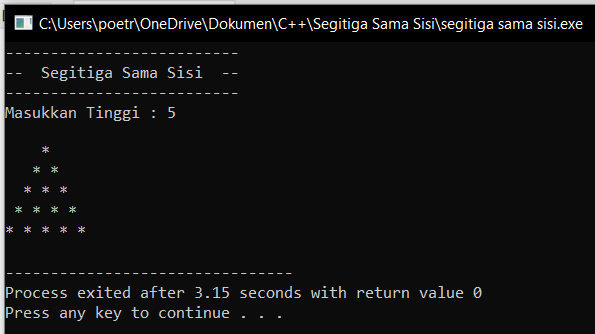 C:\Users\poetr\OneDrive\Dokumen\C++\Segitiga Sama Sisi\segitiga sama sisi.exe
--------------------------
--  Segitiga Sama Sisi  --
--------------------------
Masukkan Tinggi : 5
    *
   * *
  * * *
 * * * *
* * * * *
--------------------------------
Process exited after 3.15 seconds with return value 0
Press any key to continue . . .